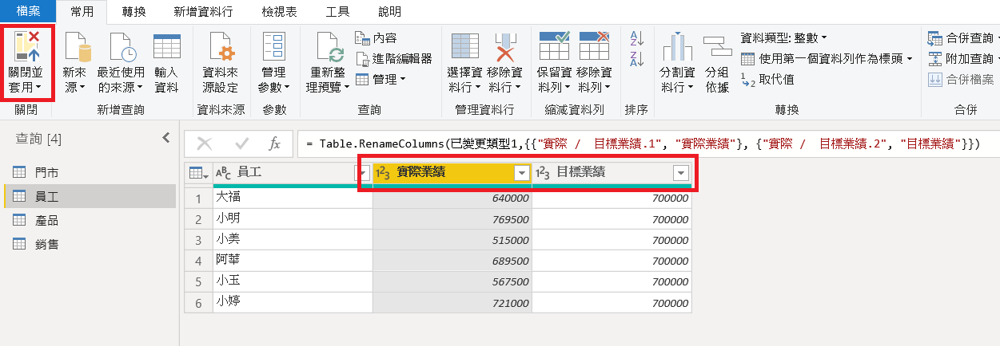 檔案 常用 轉換 新增資料行 檢視表 工具 說明
關閉並
套用
關閉
新來
源
最近使用
的來源
輸入
資料
新增查詢
資料來
源設定
資料來源
管理
參數
參數
重新整
理預覽
內容
進階編輯器
管理
查詢
選擇資
料行
移除資
料行
管理資料行
保留資
料列
移除資
料列
縮減資料列
A
Z
Z
A
排序
分割資
料行
分組
依據
資料類型: 整數
使用第一個資料列作為標頭
1
2
取代值
轉換
合併查詢
附加查詢
合併檔案
合併
查詢 [4]
門市
員工
產品
銷售
fx
= Table.RenameColumns(已變更類型1,{{"實際 /  目標業績.1", "實際業績"}, {"實際 /  目標業績.2", "目標業績"}})
ABC 員工 123 實際業績 123 目標業績
1 大福 640000 700000
2 小明 769500 700000
3 小美 515000 700000
4 阿華 689500 700000
5 小玉 567500 700000
6 小婷 721000 700000